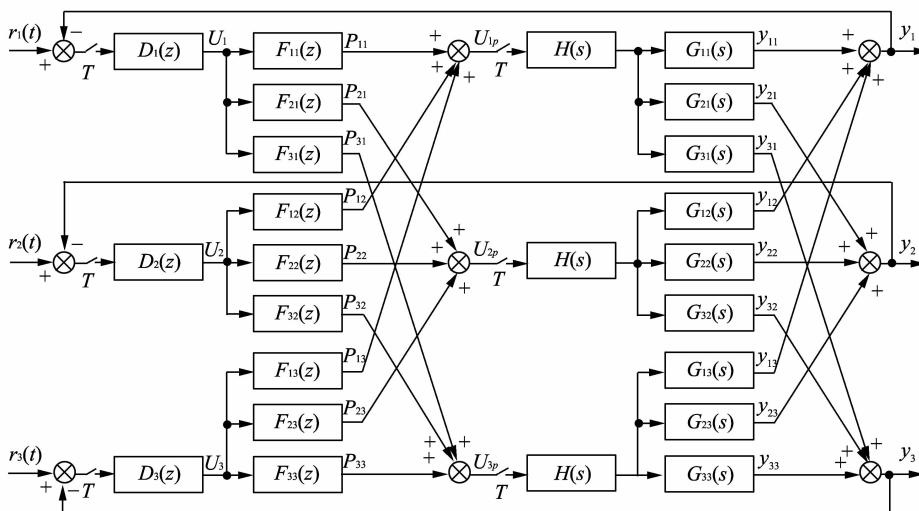 r₁(t) − + T D₁(z) U₁ F₁₁(z) P₁₁ + + + U₁ₚ T H(s) G₁₁(s) y₁₁ + + + y₁
F₂₁(z) P₂₁ G₂₁(s) y₂₁
F₃₁(z) P₃₁ G₃₁(s) y₃₁
F₁₂(z) P₁₂ G₁₂(s) y₁₂
r₂(t) − + T D₂(z) U₂ F₂₂(z) P₂₂ + + + U₂ₚ T H(s) G₂₂(s) y₂₂ + + + y₂
F₃₂(z) P₃₂ G₃₂(s) y₃₂
F₁₃(z) P₁₃ G₁₃(s) y₁₃
F₂₃(z) P₂₃ G₂₃(s) y₂₃
r₃(t) + − T D₃(z) U₃ F₃₃(z) P₃₃ + + + U₃ₚ T H(s) G₃₃(s) y₃₃ + + + y₃